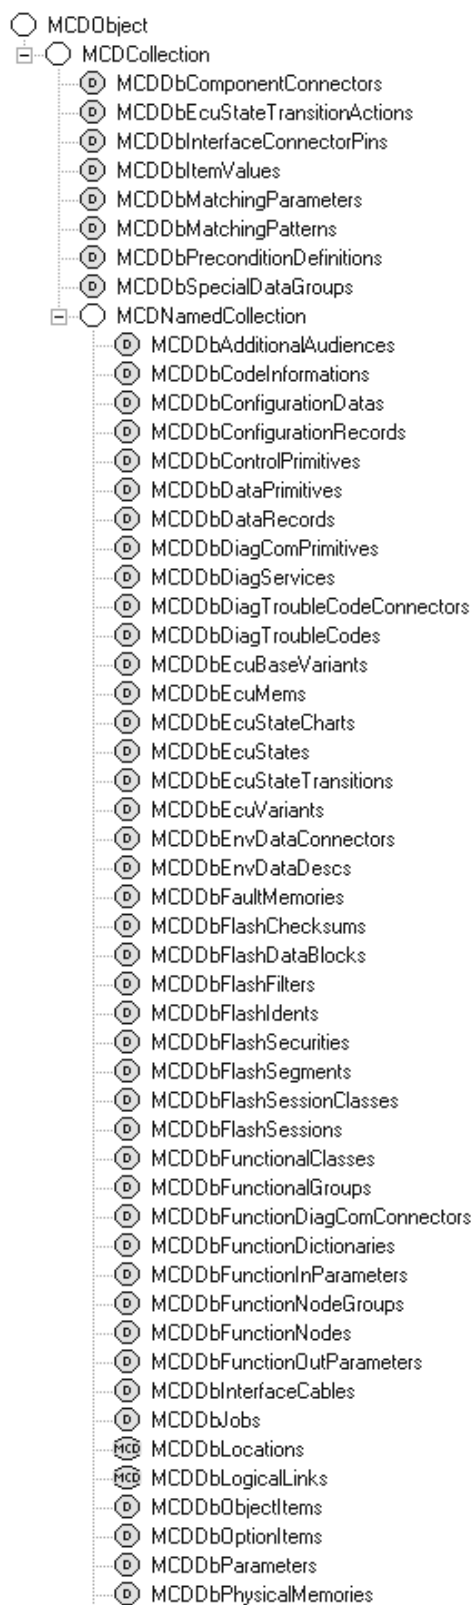 MCDObject
MCDCollection
D MCDDbComponentConnectors
D MCDDbEcuStateTransitionActions
D MCDDbInterfaceConnectorPins
D MCDDbItemValues
D MCDDbMatchingParameters
D MCDDbMatchingPatterns
D MCDDbPreconditionDefinitions
D MCDDbSpecialDataGroups
MCDNamedCollection
D MCDDbAdditionalAudiences
D MCDDbCodeInformations
D MCDDbConfigurationDatas
D MCDDbConfigurationRecords
D MCDDbControlPrimitives
D MCDDbDataPrimitives
D MCDDbDataRecords
D MCDDbDiagComPrimitives
D MCDDbDiagServices
D MCDDbDiagTroubleCodeConnectors
D MCDDbDiagTroubleCodes
D MCDDbEcuBaseVariants
D MCDDbEcuMems
D MCDDbEcuStateCharts
D MCDDbEcuStates
D MCDDbEcuStateTransitions
D MCDDbEcuVariants
D MCDDbEnvDataConnectors
D MCDDbEnvDataDescs
D MCDDbFaultMemories
D MCDDbFlashChecksums
D MCDDbFlashDataBlocks
D MCDDbFlashFilters
D MCDDbFlashIdents
D MCDDbFlashSecurities
D MCDDbFlashSegments
D MCDDbFlashSessionClasses
D MCDDbFlashSessions
D MCDDbFunctionalClasses
D MCDDbFunctionalGroups
D MCDDbFunctionDiagComConnectors
D MCDDbFunctionDictionaries
D MCDDbFunctionInParameters
D MCDDbFunctionNodeGroups
D MCDDbFunctionNodes
D MCDDbFunctionOutParameters
D MCDDbInterfaceCables
D MCDDbJobs
MCD MCDDbLocations
MCD MCDDbLogicalLinks
D MCDDbObjectItems
D MCDDbOptionItems
D MCDDbParameters
D MCDDbPhysicalMemories